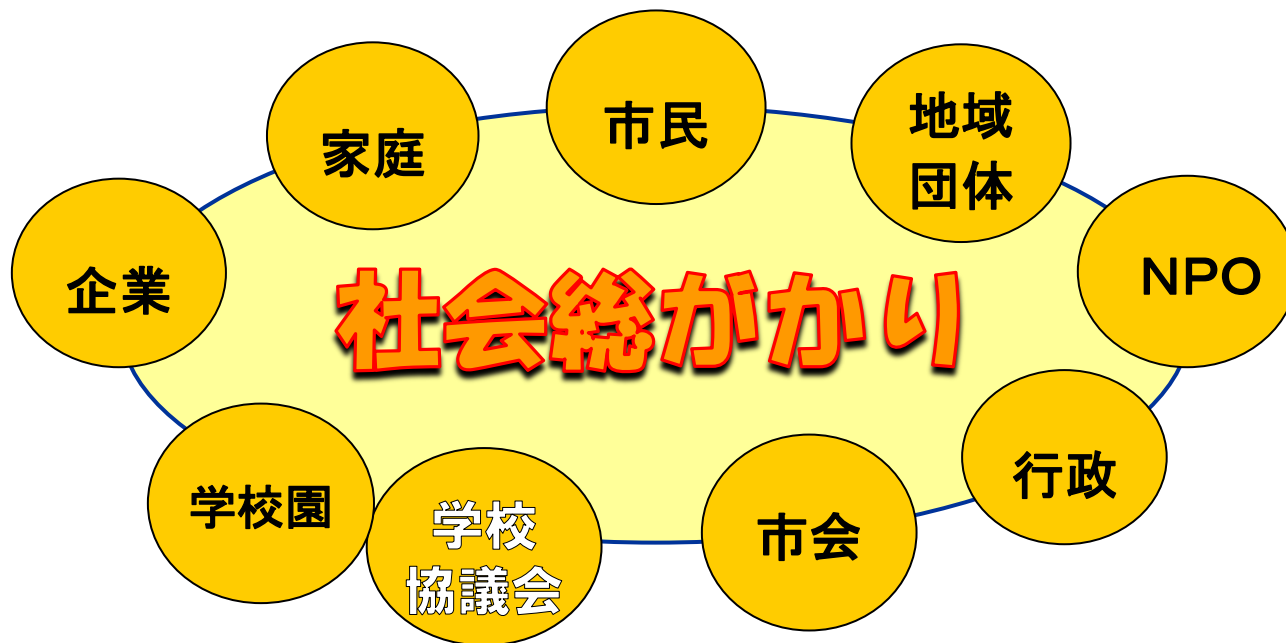 市民
家庭
地域
団体
企業
NPO
社会総がかり
行政
学校園
学校
協議会
市会